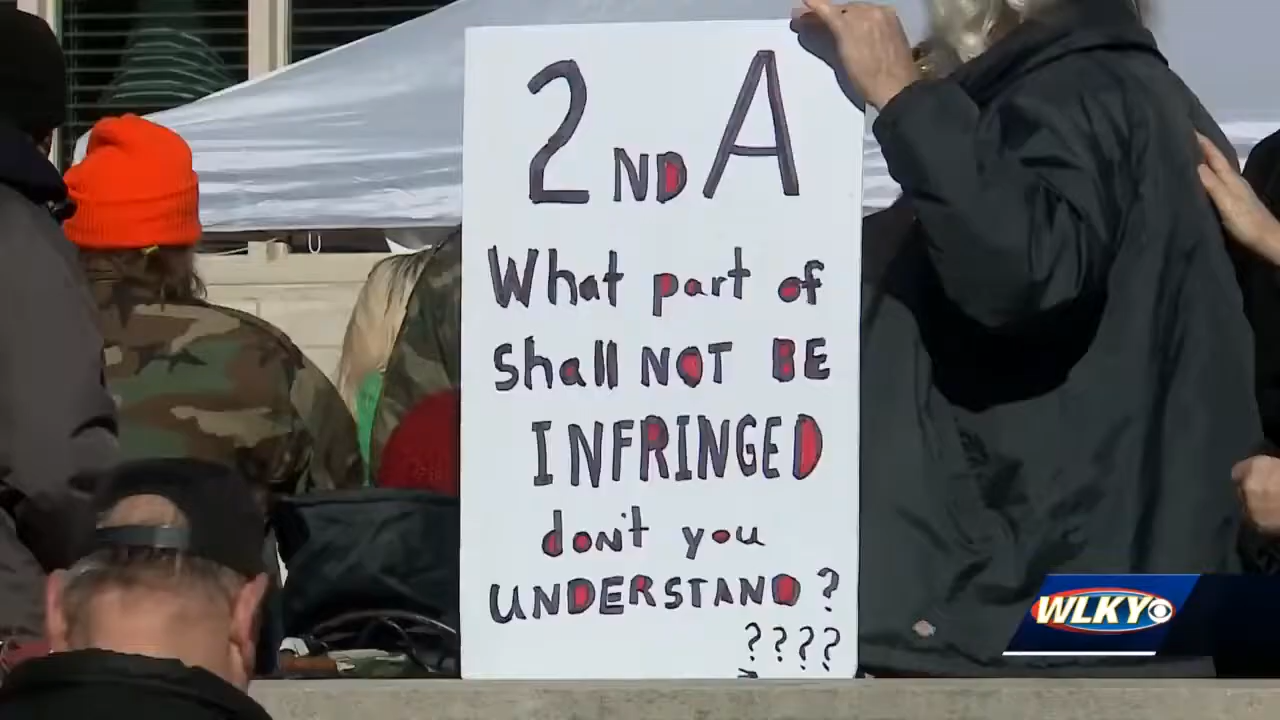 2ND A
What part of
shall NOT BE
INFRINGED
don't you
UNDERSTAND?
????
WLKY